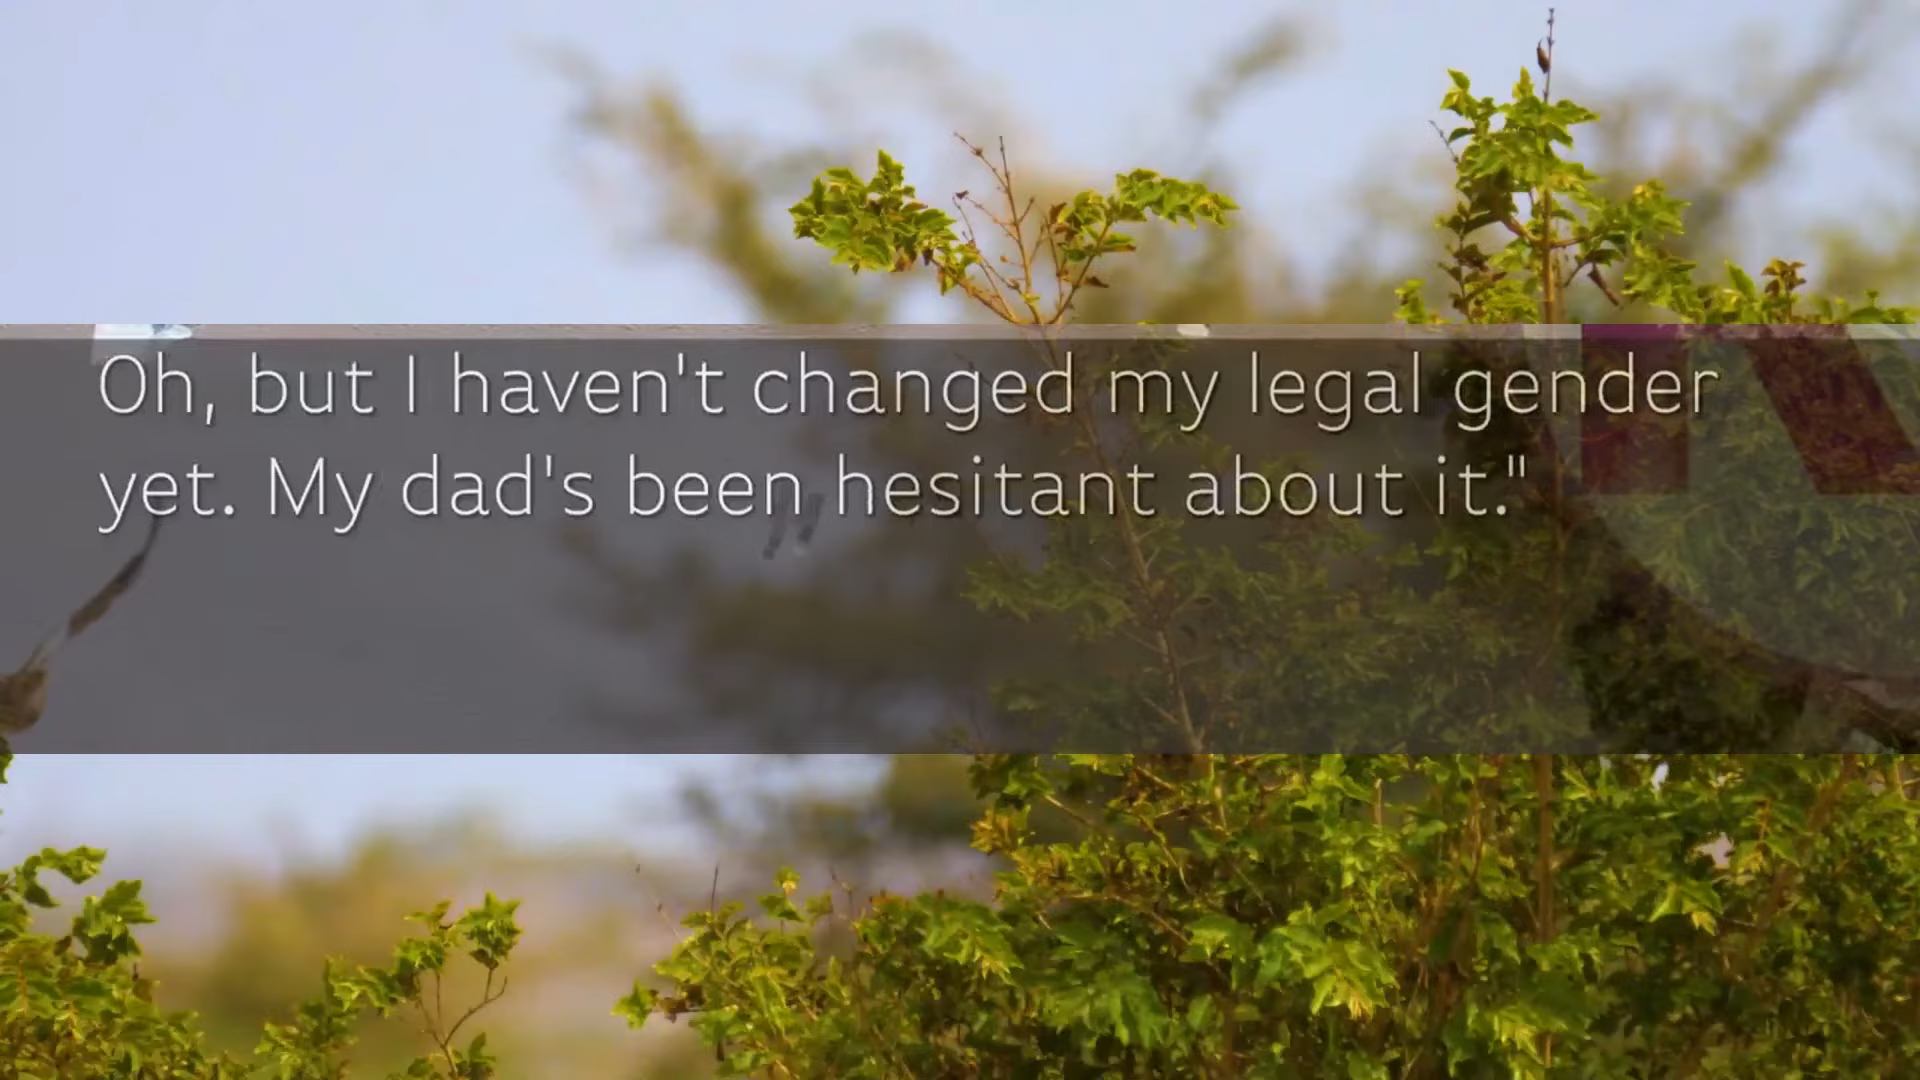 Oh, but I haven't changed my legal gender
yet. My dad's been hesitant about it."